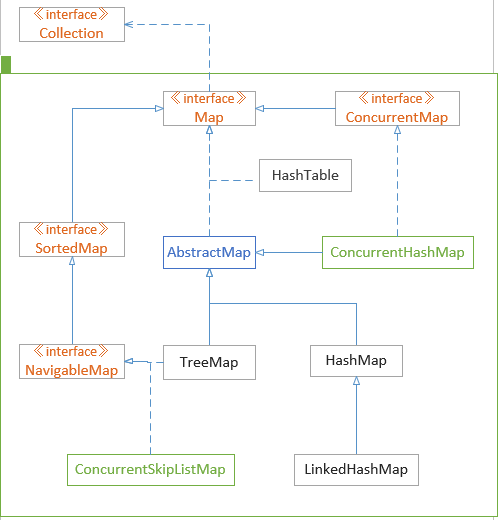 《interface》
Collection
《interface》
Map
《interface》
ConcurrentMap
HashTable
《interface》
SortedMap
AbstractMap
ConcurrentHashMap
《interface》
NavigableMap
TreeMap
HashMap
ConcurrentSkipListMap
LinkedHashMap